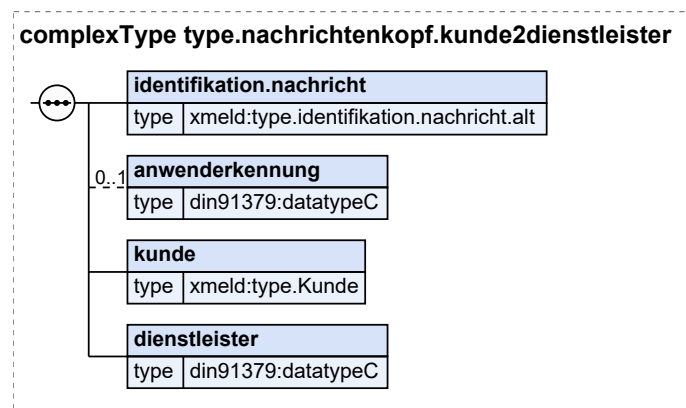 complexType type.nachrichtenkopf.kunde2dienstleister
identifikation.nachricht
type xmeld:type.identifikation.nachricht.alt
0..1
anwenderkennung
type din91379:datatypeC
kunde
type xmeld:type.Kunde
dienstleister
type din91379:datatypeC